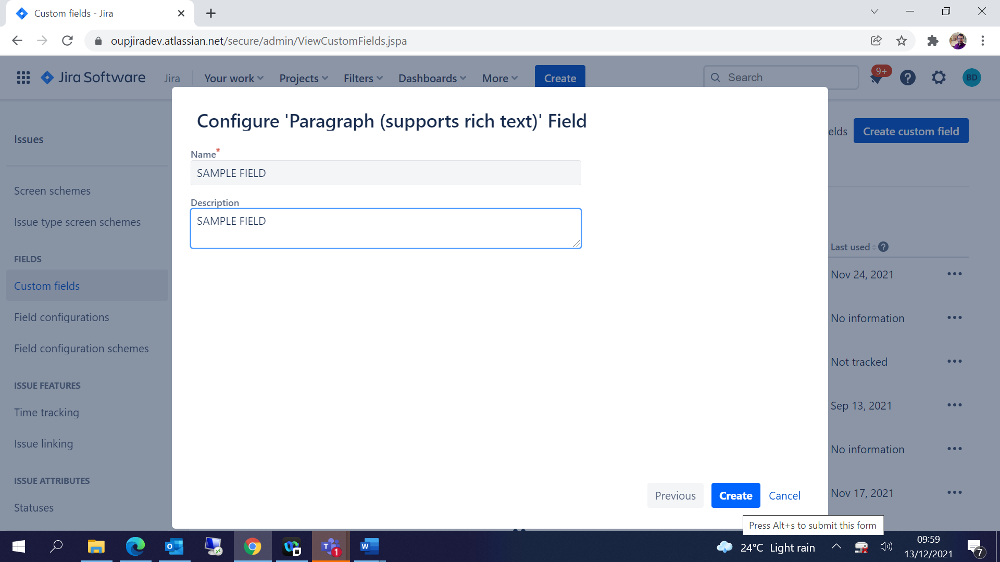 Custom fields - Jira
oupjiradev.atlassian.net/secure/admin/ViewCustomFields.jspa
Jira Software Jira Your work Projects Filters Dashboards More Create Search 9+ ? BD
Configure 'Paragraph (supports rich text)' Field
Issues
elds Create custom field
Name*
SAMPLE FIELD
Screen schemes
Description
SAMPLE FIELD
Issue type screen schemes
Last used ?
FIELDS
Nov 24, 2021
Custom fields
Field configurations
No information
Field configuration schemes
Not tracked
ISSUE FEATURES
Time tracking
Sep 13, 2021
Issue linking
No information
ISSUE ATTRIBUTES
Nov 17, 2021
Previous Create Cancel
Statuses
Press Alt+s to submit this form
24°C Light rain
09:59
13/12/2021
7
1